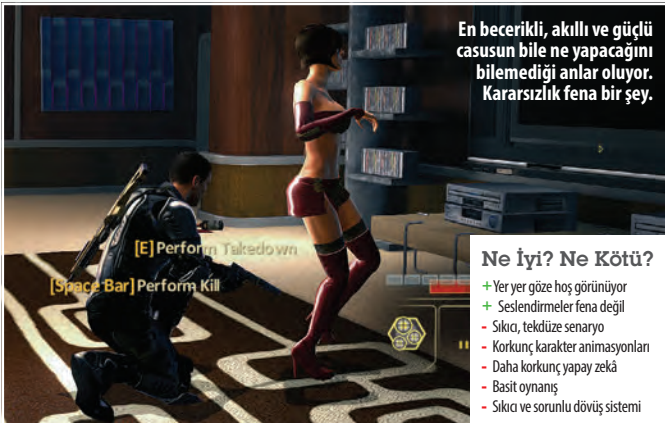 En becerikli, akıllı ve güçlü
casusun bile ne yapacağını
bilemediği anlar oluyor.
Kararsızlık fena bir şey.
[E]Perform Takedown
[Space Bar]Perform Kill
Ne İyi? Ne Kötü?
+ Yer yer göze hoş görünüyor
+ Seslendirmeler fena değil
- Sıkıcı, tekdüze senaryo
- Korkunç karakter animasyonları
- Daha korkunç yapay zekâ
- Basit oynanış
- Sıkıcı ve sorunlu dövüş sistemi